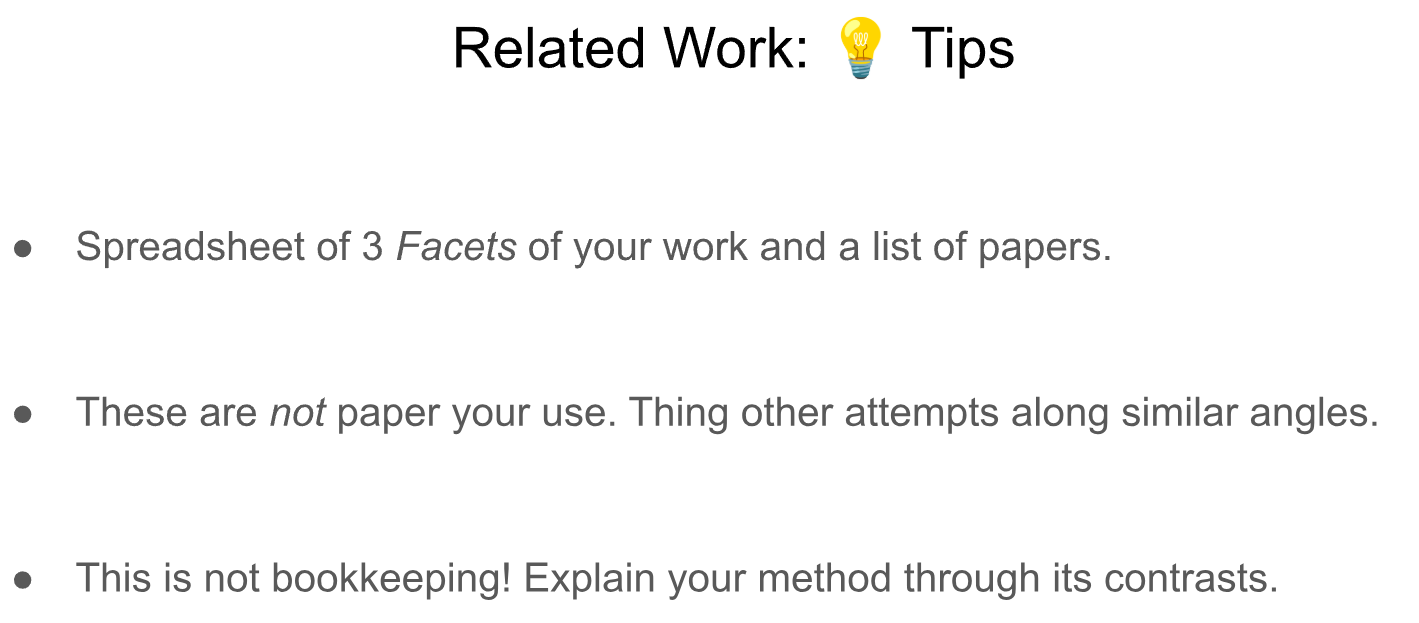 Related Work: 💡 Tips
● Spreadsheet of 3 Facets of your work and a list of papers.
● These are not paper your use. Thing other attempts along similar angles.
● This is not bookkeeping! Explain your method through its contrasts.